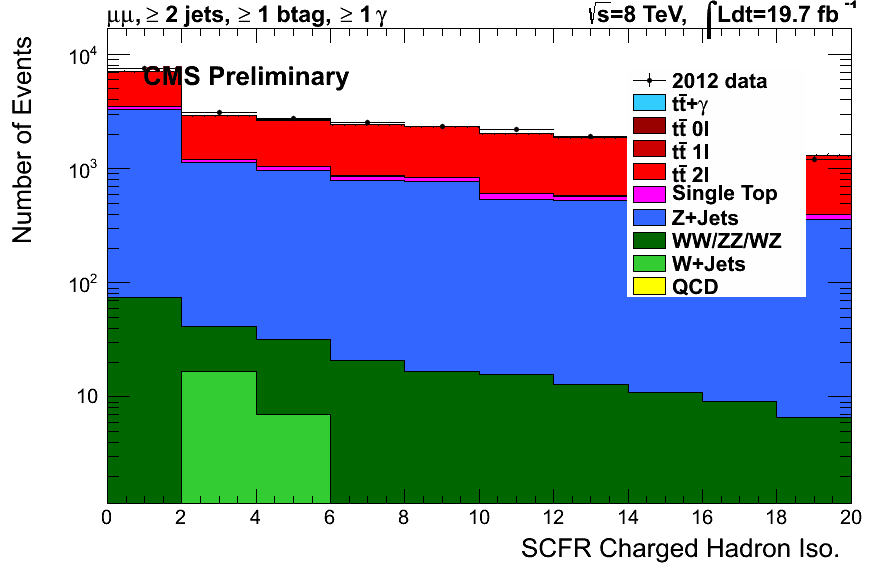 μμ, ≥ 2 jets, ≥ 1 btag, ≥ 1 γ
√s=8 TeV, ∫Ldt=19.7 fb⁻¹
CMS Preliminary
2012 data
tt̄+γ
tt̄ 0l
tt̄ 1l
tt̄ 2l
Single Top
Z+Jets
WW/ZZ/WZ
W+Jets
QCD
Number of Events
10⁴
10³
10²
10
0 2 4 6 8 10 12 14 16 18 20
SCFR Charged Hadron Iso.